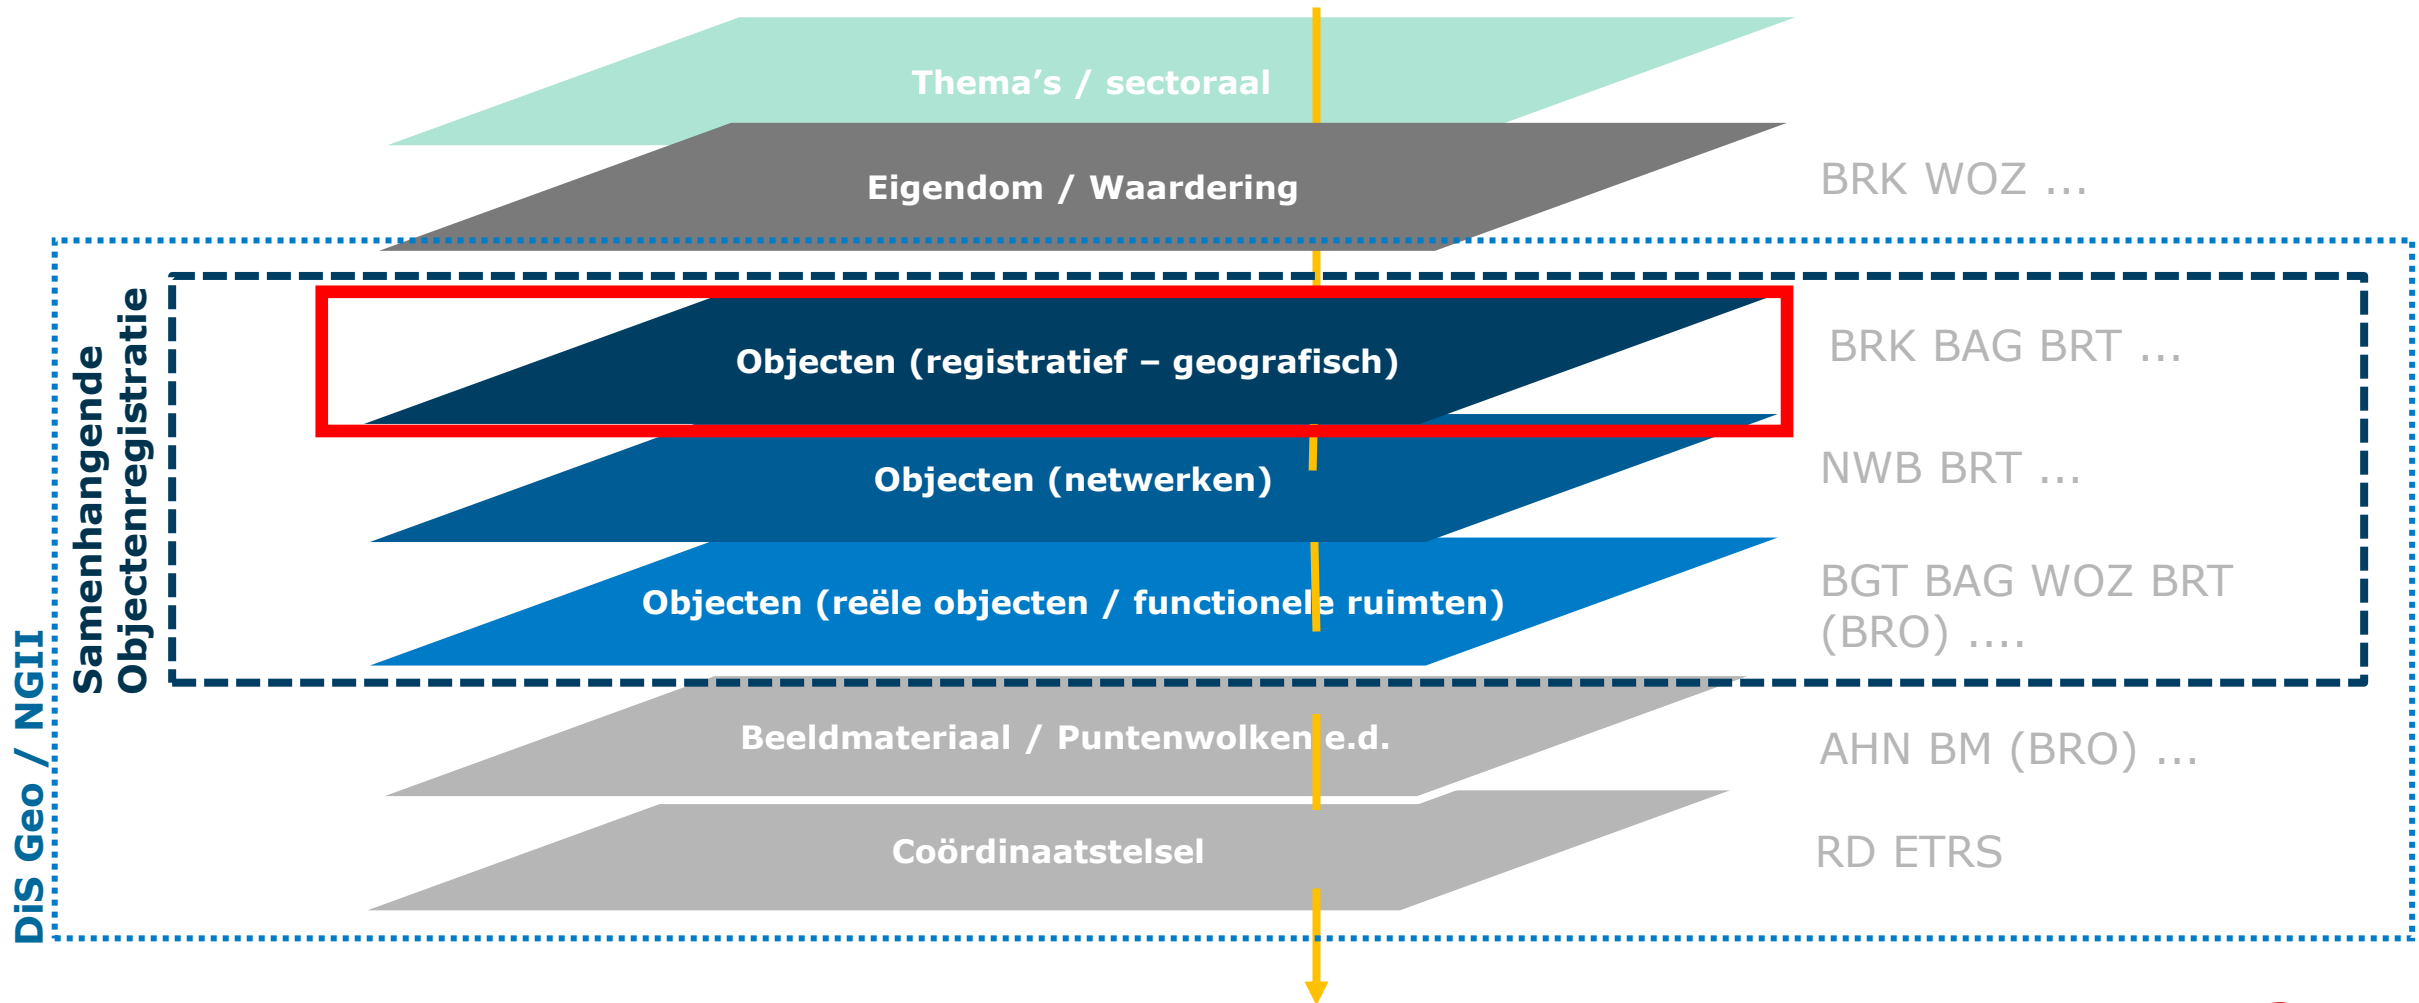 Thema’s / sectoraal
Eigendom / Waardering
BRK WOZ ...
Samenhangende
Objectenregistratie
Objecten (registratief – geografisch)
BRK BAG BRT ...
Objecten (netwerken)
NWB BRT ...
Objecten (reële objecten / functionele ruimten)
BGT BAG WOZ BRT
(BRO) ....
DiS Geo / NGII
Beeldmateriaal / Puntenwolken e.d.
AHN BM (BRO) ...
Coördinaatstelsel
RD ETRS